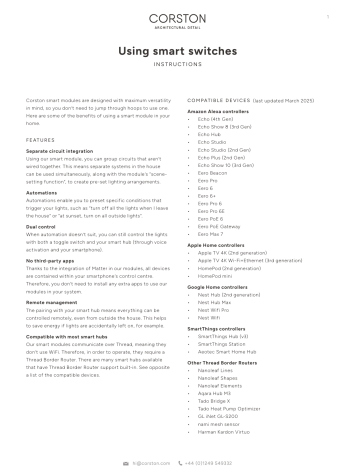 CORSTON
ARCHITECTURAL DETAIL
1
Using smart switches
INSTRUCTIONS
Corston smart modules are designed with maximum versatility
in mind, so you don't need to jump through hoops to use one.
Here are some of the benefits of using a smart module in your
home.
FEATURES
Separate circuit integration
Using our smart module, you can group circuits that aren't
wired together. This means separate systems in the house
can be used simultaneously, along with the module's "scene-
setting function", to create pre-set lighting arrangements.
Automations
Automations enable you to preset specific conditions that
trigger your lights, such as "turn off all the lights when I leave
the house" or "at sunset, turn on all outside lights".
Dual control
When automation doesn't suit, you can still control the lights
with both a toggle switch and your smart hub (through voice
activation and your smartphone).
No third-party apps
Thanks to the integration of Matter in our modules, all devices
are contained within your smartphone's control centre.
Therefore, you don't need to install any extra apps to use our
modules in your system.
Remote management
The pairing with your smart hub means everything can be
controlled remotely, even from outside the house. This helps
to save energy if lights are accidentally left on, for example.
Compatible with most smart hubs
Our smart modules communicate over Thread, meaning they
don't use WiFi. Therefore, in order to operate, they require a
Thread Border Router. There are many smart hubs available
that have Thread Border Router support built-in. See opposite
a list of the compatible devices.
COMPATIBLE DEVICES (last updated March 2025)
Amazon Alexa controllers
• Echo (4th Gen)
• Echo Show 8 (3rd Gen)
• Echo Hub
• Echo Studio
• Echo Studio (2nd Gen)
• Echo Plus (2nd Gen)
• Echo Show 10 (3rd Gen)
• Eero Beacon
• Eero Pro
• Eero 6
• Eero 6+
• Eero Pro 6
• Eero Pro 6E
• Eero PoE 6
• Eero PoE Gateway
• Eero Max 7
Apple Home controllers
• Apple TV 4K (2nd generation)
• Apple TV 4K Wi-Fi+Ethernet (3rd generation)
• HomePod (2nd generation)
• HomePod mini
Google Home controllers
• Nest Hub (2nd generation)
• Nest Hub Max
• Nest Wifi Pro
• Nest Wifi
SmartThings controllers
• SmartThings Hub (v3)
• SmartThings Station
• Aeotec Smart Home Hub
Other Thread Border Routers
• Nanoleaf Lines
• Nanoleaf Shapes
• Nanoleaf Elements
• Aqara Hub M3
• Tado Bridge X
• Tado Heat Pump Optimizer
• GL.iNet GL-S200
• nami mesh sensor
• Harman Kardon Virtuo
hi@corston.com